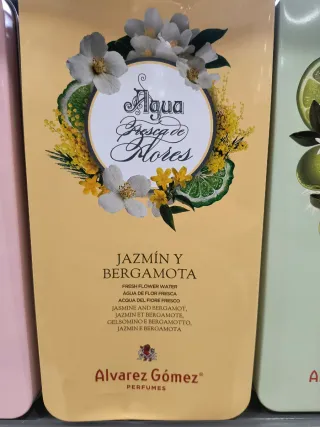 Agua
Fresca de
Flores
JAZMÍN Y
BERGAMOTA
FRESH FLOWER WATER
AGUA DE FLOR FRESCA
ACQUA DEL FIORE FRESCO
JASMINE AND BERGAMOT,
JAZMIN ET BERGAMOTE,
GELSOMINO E BERGAMOTTO,
JAZMIN E BERGAMOTA
Alvarez Gómez®
PERFUMES
A